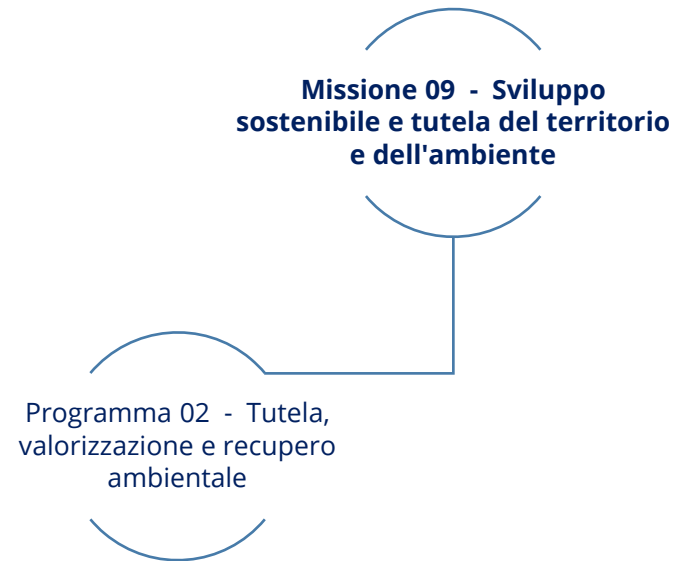 Missione 09 - Sviluppo
sostenibile e tutela del territorio
e dell'ambiente
Programma 02 - Tutela,
valorizzazione e recupero
ambientale